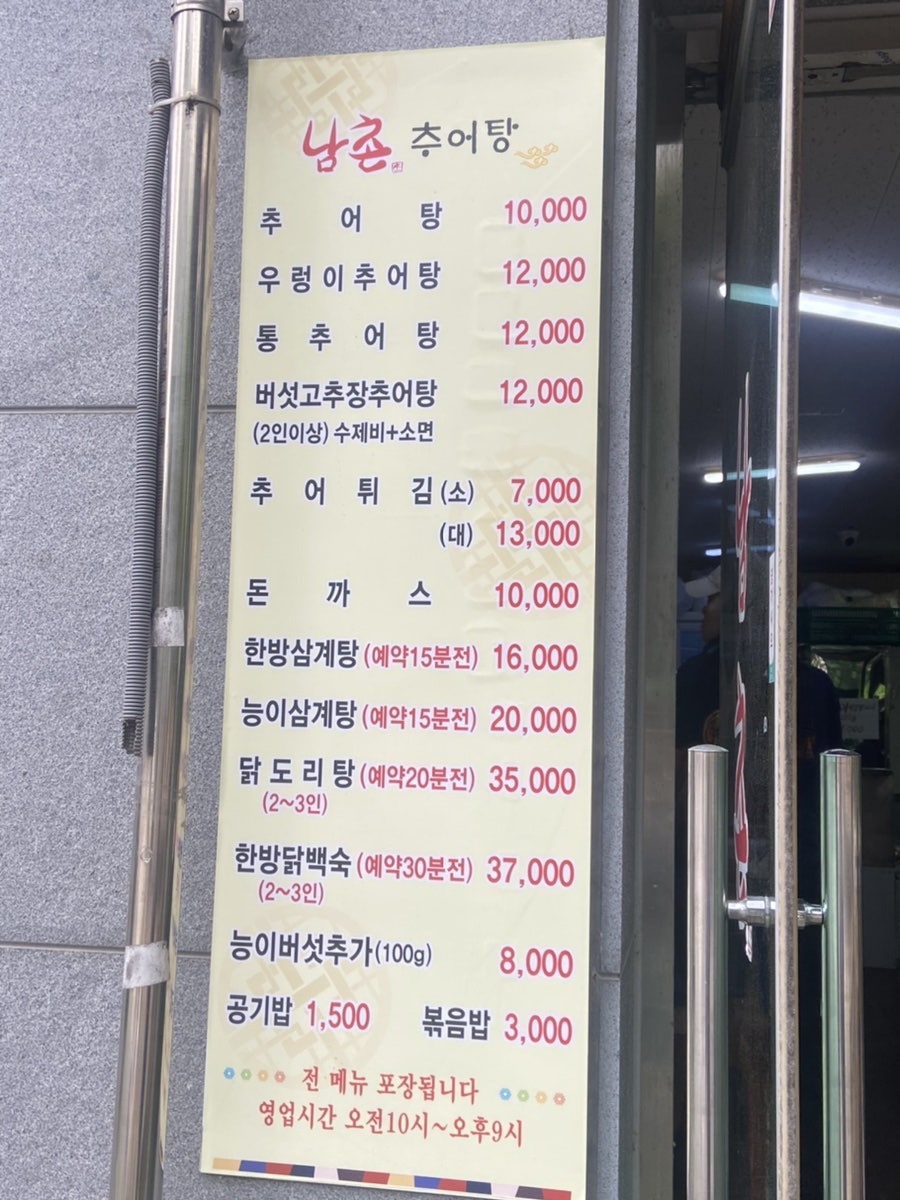 남촌 추어탕
추 어 탕 10,000
우렁이추어탕 12,000
통 추 어 탕 12,000
버섯고추장추어탕 12,000
(2인이상) 수제비+소면
추 어 튀 김 (소) 7,000
(대) 13,000
돈 까 스 10,000
한방삼계탕 (예약15분전) 16,000
능이삼계탕 (예약15분전) 20,000
닭 도 리 탕 (예약20분전) 35,000
(2~3인)
한방닭백숙 (예약30분전) 37,000
(2~3인)
능이버섯추가(100g) 8,000
공기밥 1,500 볶음밥 3,000
전 메뉴 포장됩니다
영업시간 오전10시~오후9시